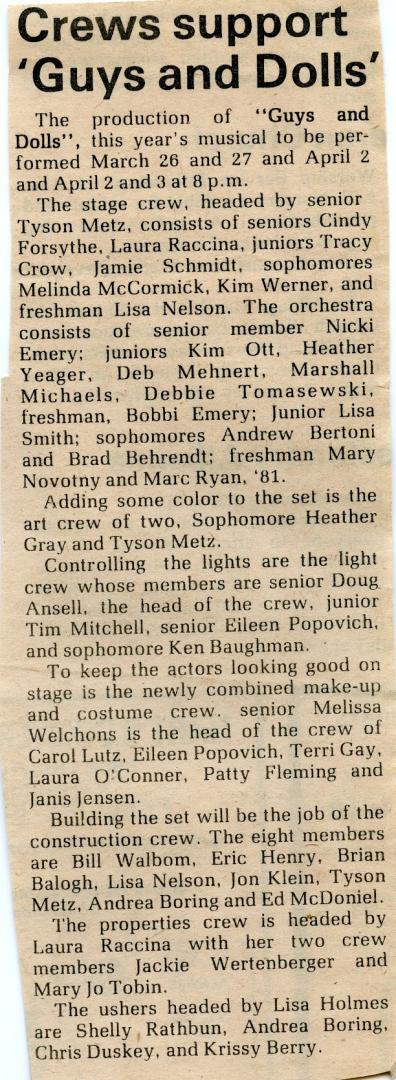 Crews support
'Guys and Dolls'
The production of "Guys and
Dolls", this year's musical to be per-
formed March 26 and 27 and April 2
and April 2 and 3 at 8 p.m.
The stage crew, headed by senior
Tyson Metz, consists of seniors Cindy
Forsythe, Laura Raccina, juniors Tracy
Crow, Jamie Schmidt, sophomores
Melinda McCormick, Kim Werner, and
freshman Lisa Nelson. The orchestra
consists of senior member Nicki
Emery; juniors Kim Ott, Heather
Yeager, Deb Mehnert, Marshall
Michaels, Debbie Tomasewski,
freshman, Bobbi Emery; Junior Lisa
Smith; sophomores Andrew Bertoni
and Brad Behrendt; freshman Mary
Novotny and Marc Ryan, '81.
Adding some color to the set is the
art crew of two, Sophomore Heather
Gray and Tyson Metz.
Controlling the lights are the light
crew whose members are senior Doug
Ansell, the head of the crew, junior
Tim Mitchell, senior Eileen Popovich,
and sophomore Ken Baughman.
To keep the actors looking good on
stage is the newly combined make-up
and costume crew. senior Melissa
Welchons is the head of the crew of
Carol Lutz, Eileen Popovich, Terri Gay,
Laura O'Conner, Patty Fleming and
Janis Jensen.
Building the set will be the job of the
construction crew. The eight members
are Bill Walbom, Eric Henry, Brian
Balogh, Lisa Nelson, Jon Klein, Tyson
Metz, Andrea Boring and Ed McDoniel.
The properties crew is headed by
Laura Raccina with her two crew
members Jackie Wertenberger and
Mary Jo Tobin.
The ushers headed by Lisa Holmes
are Shelly Rathbun, Andrea Boring,
Chris Duskey, and Krissy Berry.